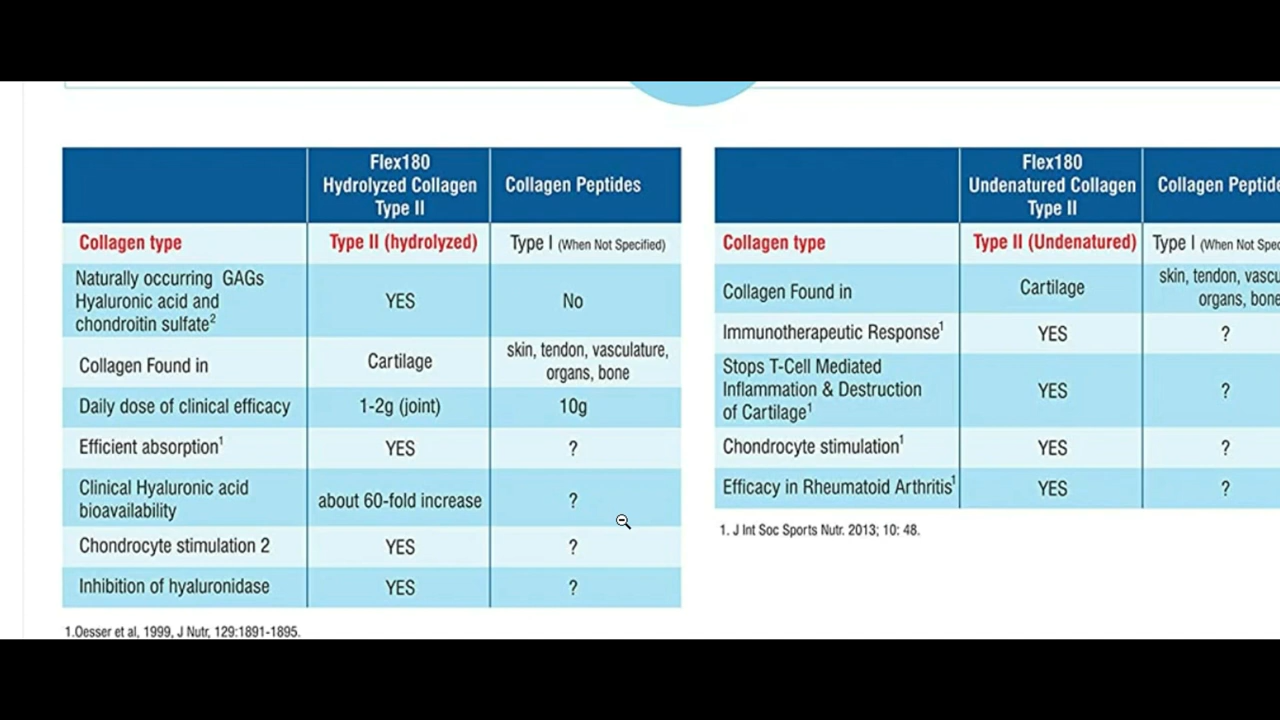 Flex180
Hydrolyzed Collagen
Type II
Collagen Peptides
Collagen type
Type II (hydrolyzed)
Type I (When Not Specified)
Naturally occurring GAGs
Hyaluronic acid and
chondroitin sulfate2
YES
No
Collagen Found in
Cartilage
skin, tendon, vasculature,
organs, bone
Daily dose of clinical efficacy
1-2g (joint)
10g
Efficient absorption1
YES
?
Clinical Hyaluronic acid
bioavailability
about 60-fold increase
?
Chondrocyte stimulation 2
YES
?
Inhibition of hyaluronidase
YES
?
1.Oesser et al, 1999, J Nutr, 129:1891-1895.
Flex180
Undenatured Collagen
Type II
Collagen Peptide
Collagen type
Type II (Undenatured)
Type I (When Not Spec
Collagen Found in
Cartilage
skin, tendon, vascu
organs, bone
Immunotherapeutic Response1
YES
?
Stops T-Cell Mediated
Inflammation & Destruction
of Cartilage1
YES
?
Chondrocyte stimulation1
YES
?
Efficacy in Rheumatoid Arthritis1
YES
?
1. J Int Soc Sports Nutr. 2013; 10: 48.